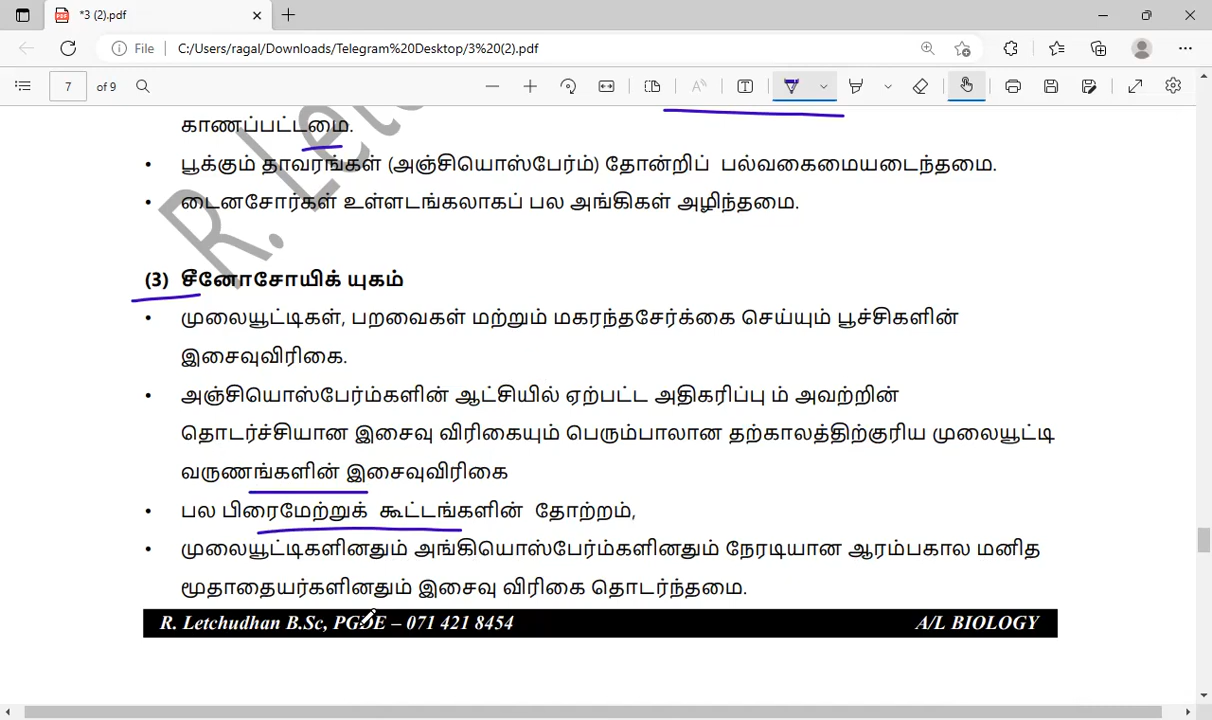 *3 (2).pdf
File C:/Users/ragal/Downloads/Telegram%20Desktop/3%20(2).pdf
7 of 9
காணப்பட்டமை.
• பூக்கும் தாவரங்கள் (அஞ்சியொஸ்பேர்ம்) தோன்றிப் பல்வகைமையடைந்தமை.
• டைனசோர்கள் உள்ளடங்கலாகப் பல அங்கிகள் அழிந்தமை.
(3) சீனோசோயிக் யுகம்
• முலையூட்டிகள், பறவைகள் மற்றும் மகரந்தசேர்க்கை செய்யும் பூச்சிகளின்
இசைவுவிரிகை.
• அஞ்சியொஸ்பேர்ம்களின் ஆட்சியில் ஏற்பட்ட அதிகரிப்பு ம் அவற்றின்
தொடர்ச்சியான இசைவு விரிகையும் பெரும்பாலான தற்காலத்திற்குரிய முலையூட்டி
வருணங்களின் இசைவுவிரிகை
• பல பிரைமேற்றுக் கூட்டங்களின் தோற்றம்,
• முலையூட்டிகளினதும் அங்கியொஸ்பேர்ம்களினதும் நேரடியான ஆரம்பகால மனித
மூதாதையர்களினதும் இசைவு விரிகை தொடர்ந்தமை.
R. Letchudhan B.Sc, PGDE – 071 421 8454 A/L BIOLOGY
R. Letc